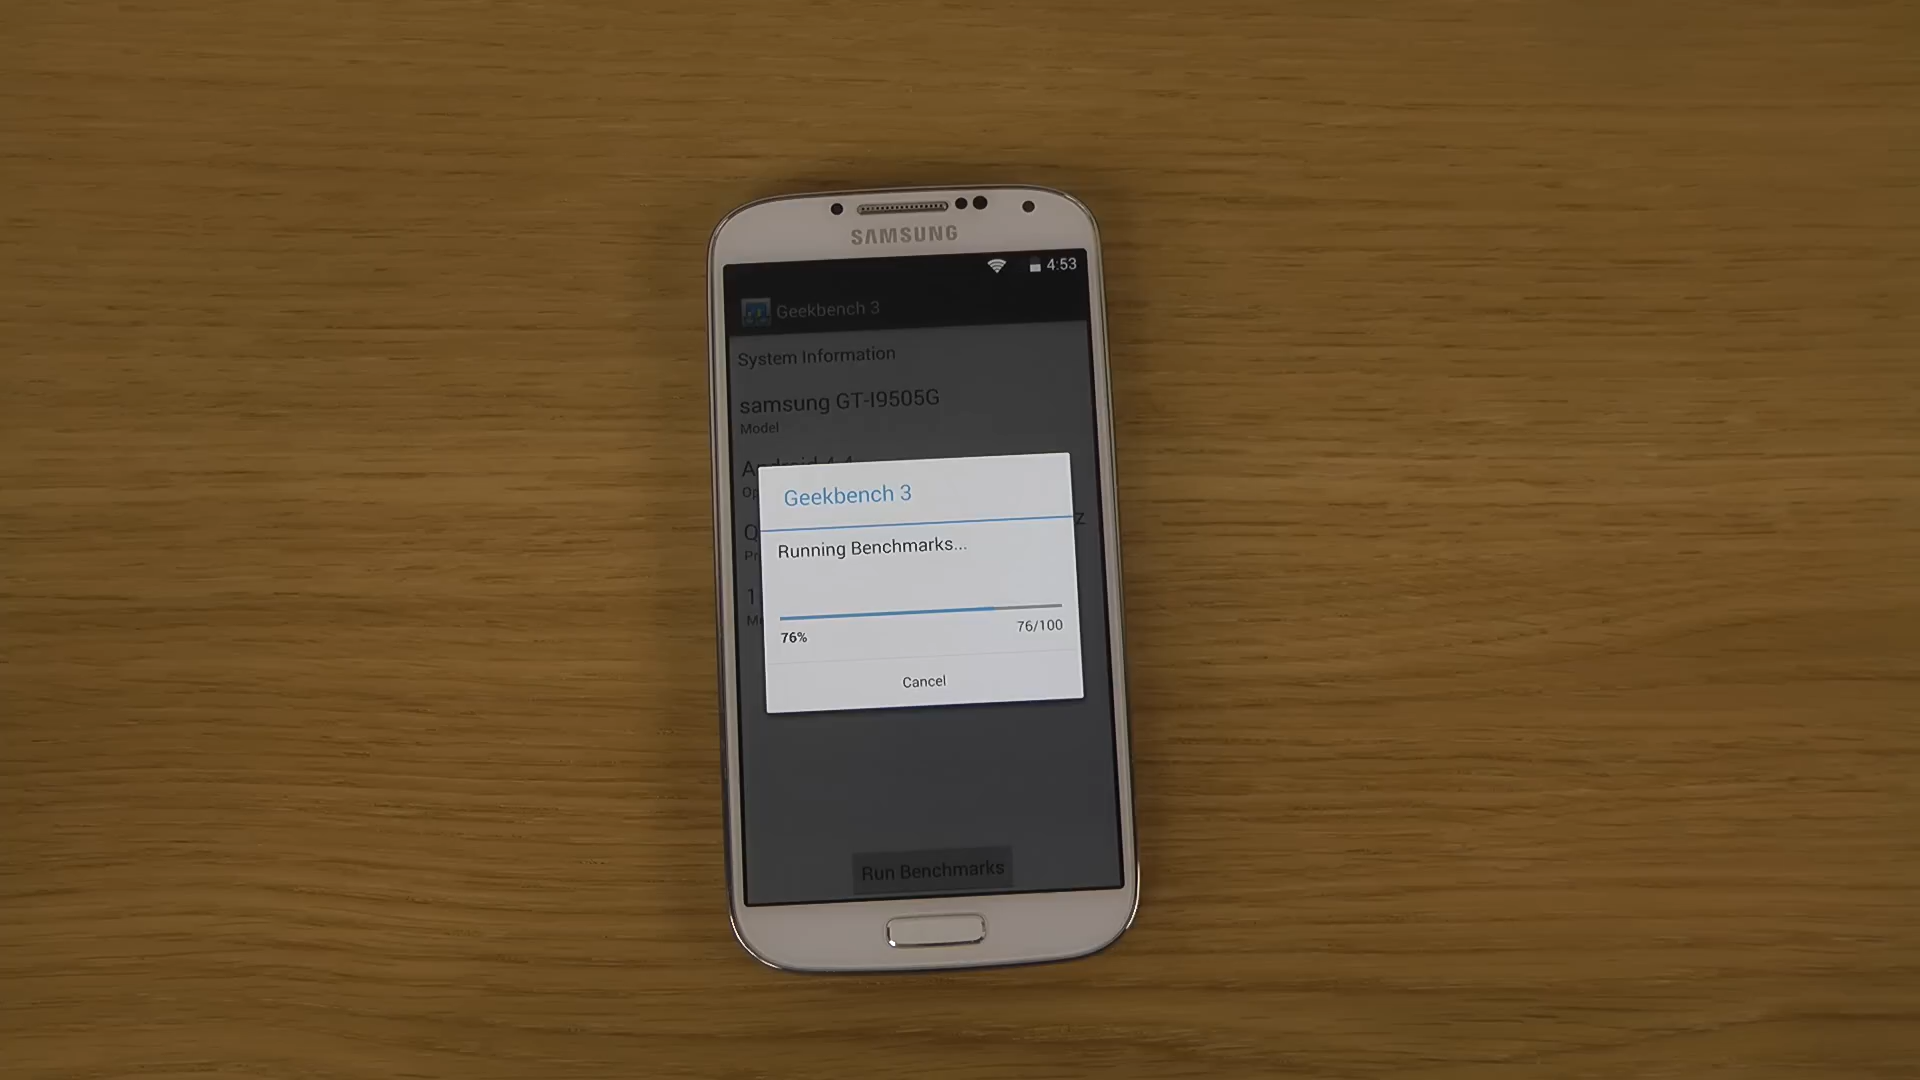 SAMSUNG
4:53
Geekbench 3
System Information
samsung GT-I9505G
Model
Geekbench 3
Running Benchmarks...
76%
76/100
Cancel
Run Benchmarks